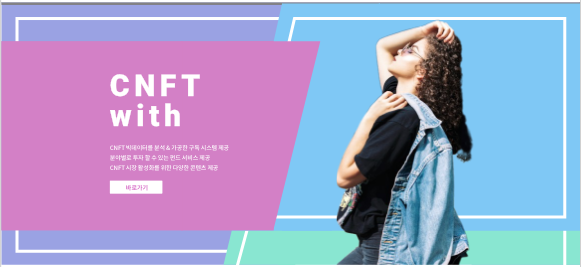 CNFT
with
CNFT 빅데이터를 분석 & 가공한 구독 시스템 제공
분야별로 투자 할 수 있는 펀드 서비스 제공
CNFT 시장 활성화를 위한 다양한 콘텐츠 제공
바로가기